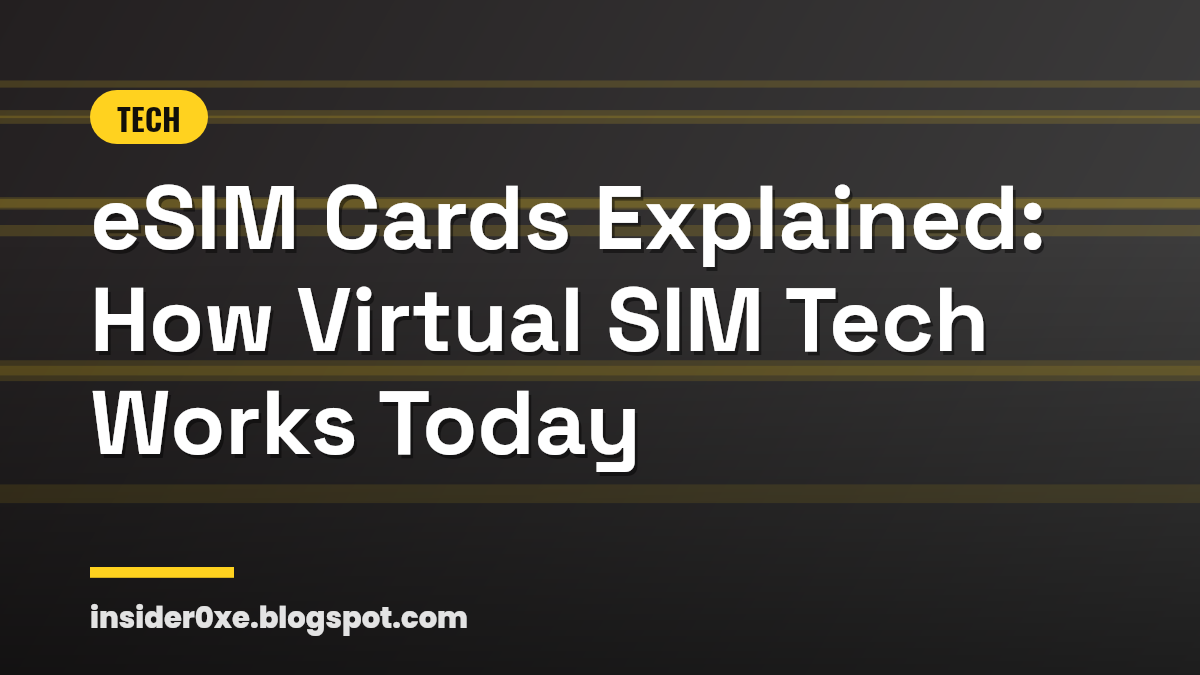 TECH
eSIM Cards Explained:
How Virtual SIM Tech
Works Today
insider0xe.blogspot.com